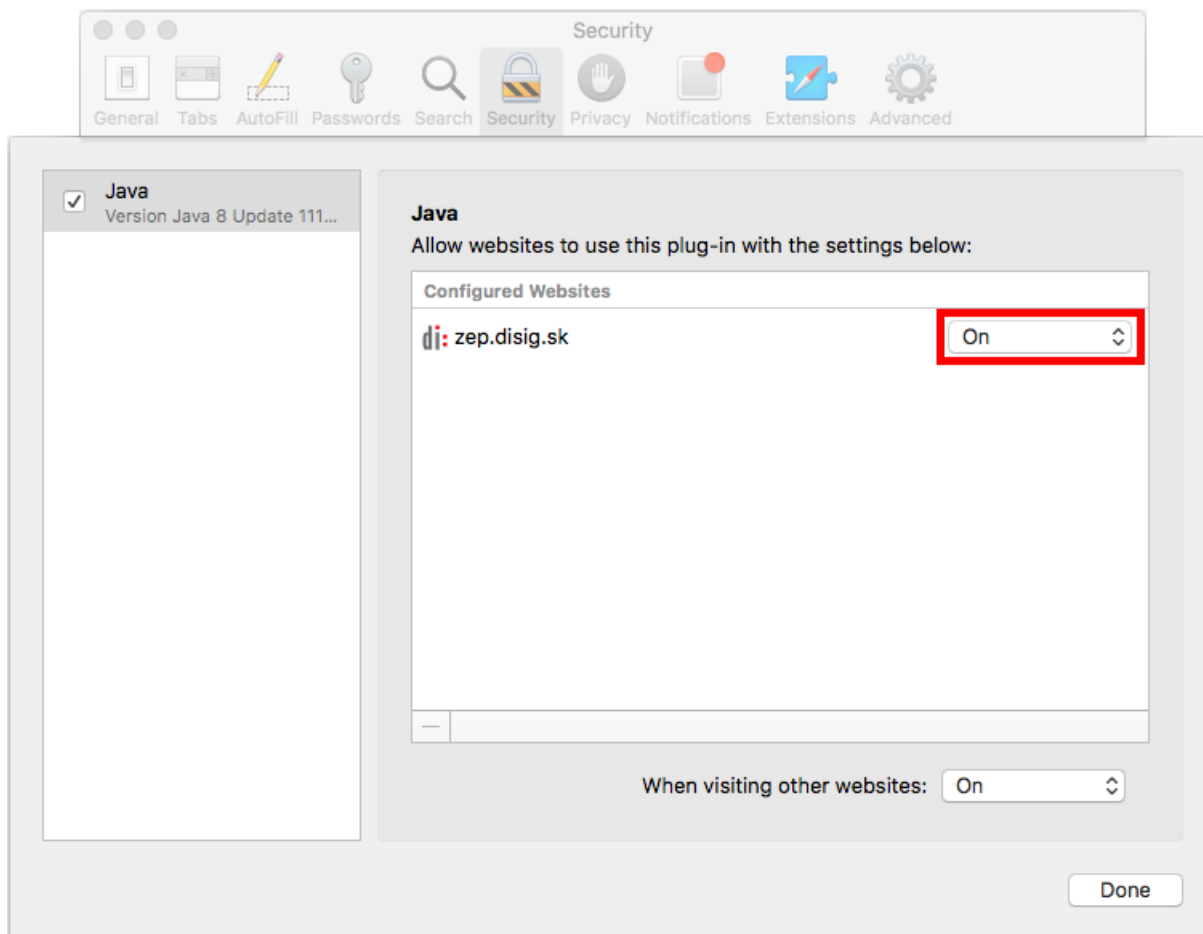 Security
General Tabs AutoFill Passwords Search Security Privacy Notifications Extensions Advanced
Java
Version Java 8 Update 111...
Java
Allow websites to use this plug-in with the settings below:
Configured Websites
di: zep.disig.sk On
When visiting other websites: On
Done